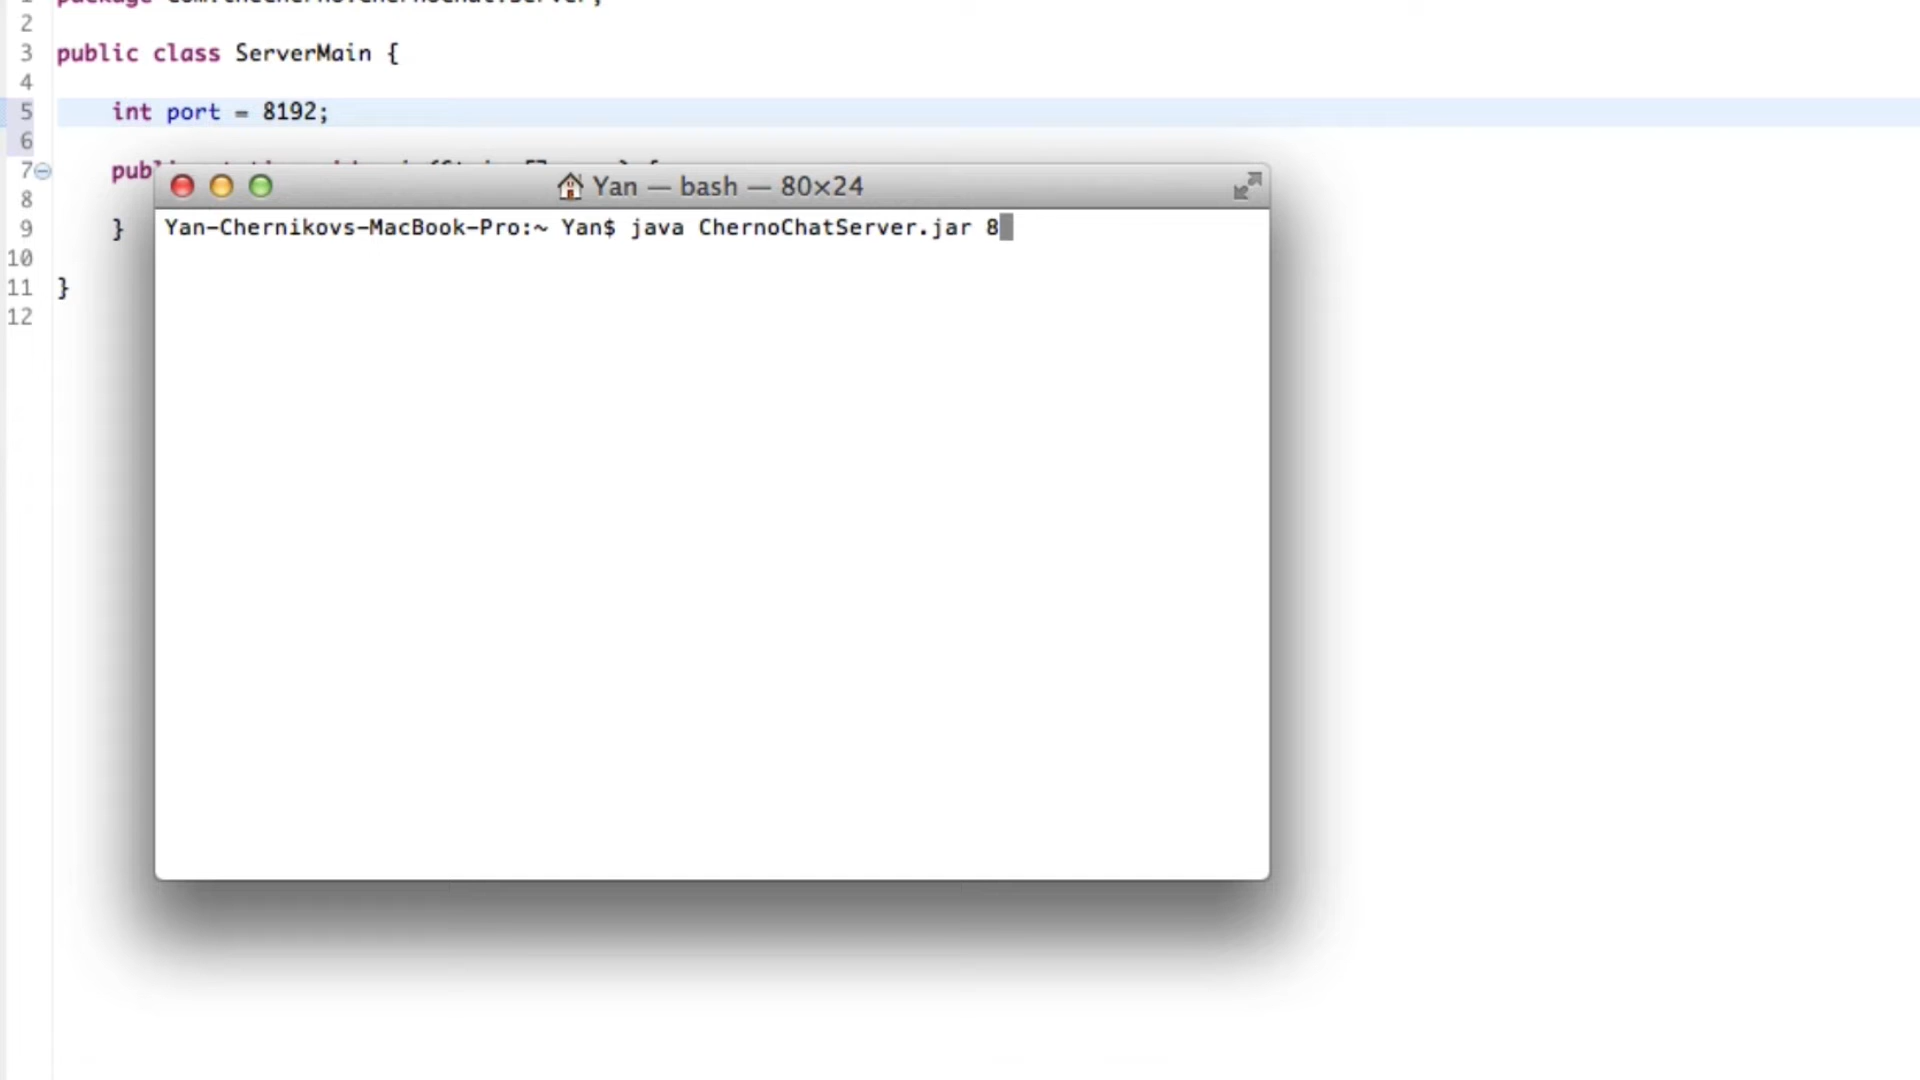 package
2
3 public class ServerMain {
4
5 int port = 8192;
6
7 pub
8
9 }
10
11 }
12
Yan — bash — 80×24
Yan-Chernikovs-MacBook-Pro:~ Yan$ java ChernoChatServer.jar 8